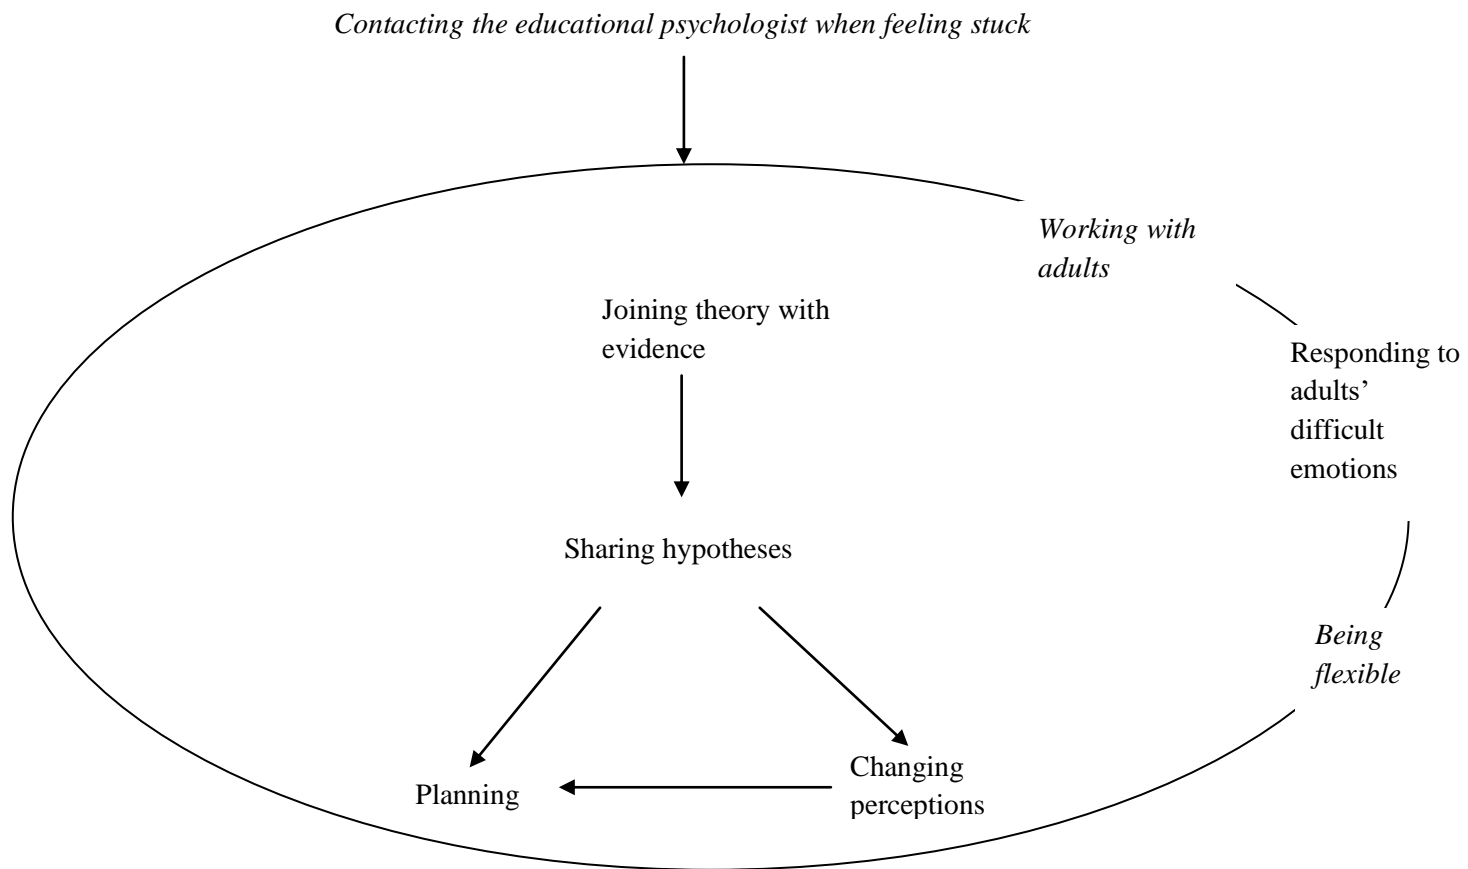 Contacting the educational psychologist when feeling stuck
Working with
adults
Joining theory with
evidence
Responding to
adults’
difficult
emotions
Sharing hypotheses
Being
flexible
Changing
perceptions
Planning